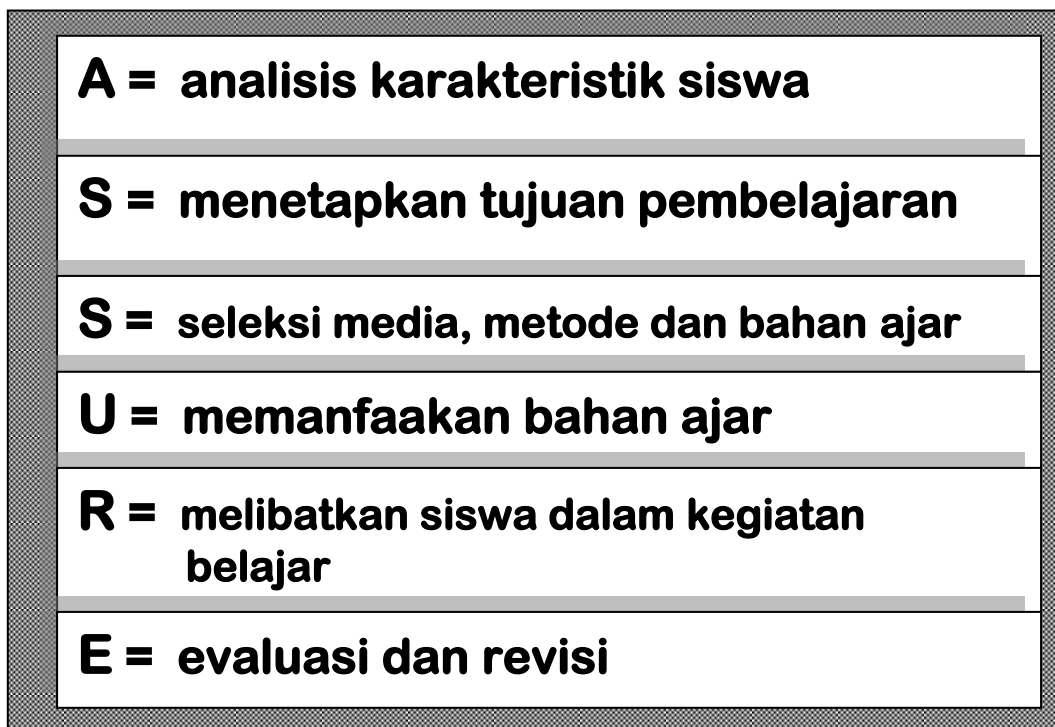 A = analisis karakteristik siswa
S = menetapkan tujuan pembelajaran
S = seleksi media, metode dan bahan ajar
U = memanfaakan bahan ajar
R = melibatkan siswa dalam kegiatan
belajar
E = evaluasi dan revisi